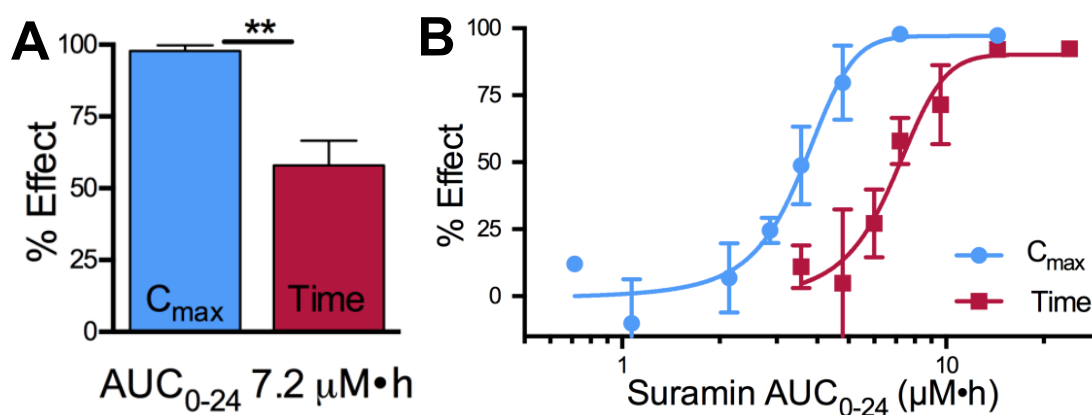 A
% Effect
100
75
50
25
0
**
Cmax
Time
AUC0-24 7.2 µM•h
B
% Effect
100
75
50
25
0
Cmax
Time
1
10
Suramin AUC0-24 (µM•h)